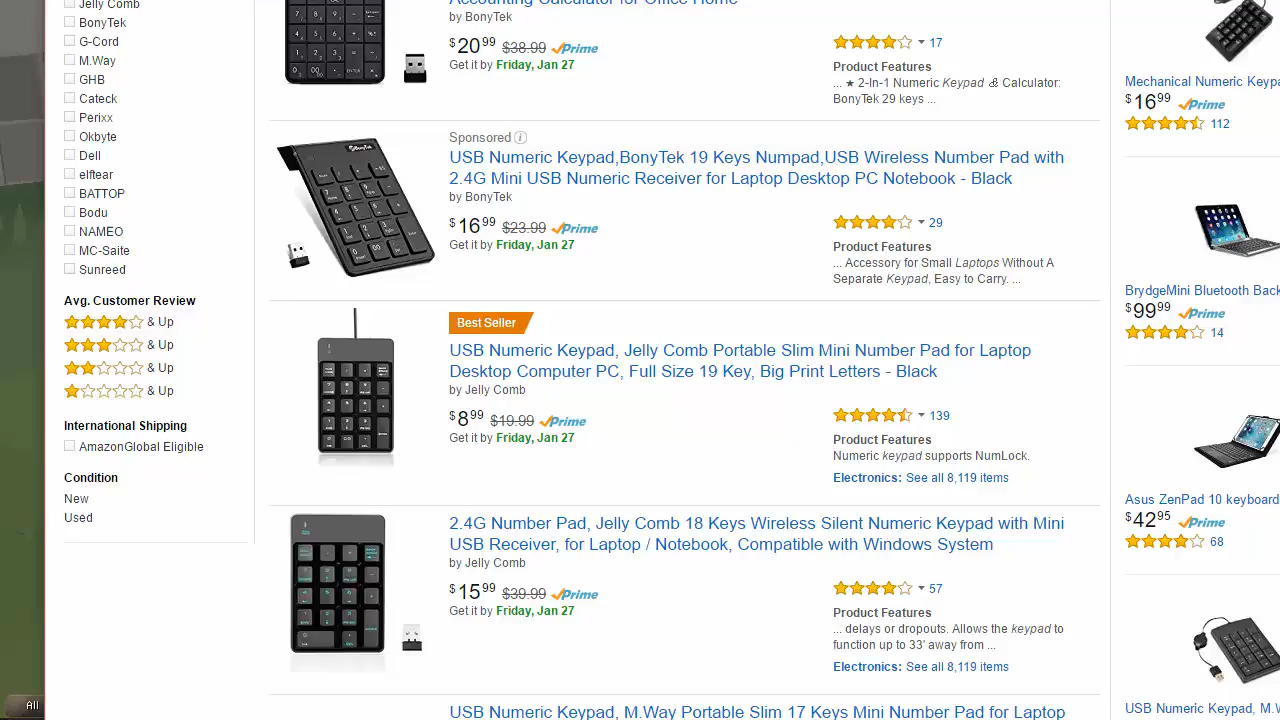 Jelly Comb
BonyTek
G-Cord
M.Way
GHB
Cateck
Perixx
Okbyte
Dell
elftear
BATTOP
Bodu
NAMEO
MC-Saite
Sunreed
Avg. Customer Review
& Up
& Up
& Up
& Up
International Shipping
AmazonGlobal Eligible
Condition
New
Used
All
Accounting Calculator for Office Home
by BonyTek
$20 99 $38.99 Prime
Get it by Friday, Jan 27
17
Product Features
... ★ 2-In-1 Numeric Keypad & Calculator:
BonyTek 29 keys ...
Sponsored
USB Numeric Keypad,BonyTek 19 Keys Numpad,USB Wireless Number Pad with
2.4G Mini USB Numeric Receiver for Laptop Desktop PC Notebook - Black
by BonyTek
$16 99 $23.99 Prime
Get it by Friday, Jan 27
29
Product Features
... Accessory for Small Laptops Without A
Separate Keypad, Easy to Carry. ...
Best Seller
USB Numeric Keypad, Jelly Comb Portable Slim Mini Number Pad for Laptop
Desktop Computer PC, Full Size 19 Key, Big Print Letters - Black
by Jelly Comb
$8 99 $19.99 Prime
Get it by Friday, Jan 27
139
Product Features
Numeric keypad supports NumLock.
Electronics: See all 8,119 items
2.4G Number Pad, Jelly Comb 18 Keys Wireless Silent Numeric Keypad with Mini
USB Receiver, for Laptop / Notebook, Compatible with Windows System
by Jelly Comb
$15 99 $39.99 Prime
Get it by Friday, Jan 27
57
Product Features
... delays or dropouts. Allows the keypad to
function up to 33' away from ...
Electronics: See all 8,119 items
USB Numeric Keypad, M.Way Portable Slim 17 Keys Mini Number Pad for Laptop
Mechanical Numeric Keypa
$16 99 Prime
112
BrydgeMini Bluetooth Back
$99 99 Prime
14
Asus ZenPad 10 keyboard
$42 95 Prime
68
USB Numeric Keypad, M.W